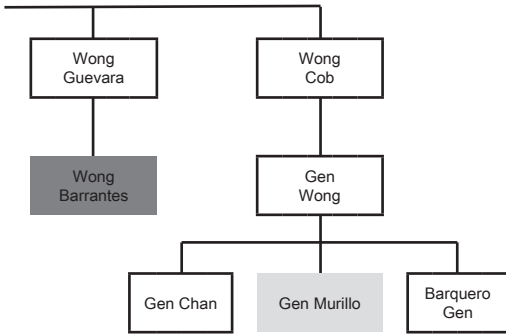 Wong
Guevara
Wong
Cob
Wong
Barrantes
Gen
Wong
Gen Chan
Gen Murillo
Barquero
Gen